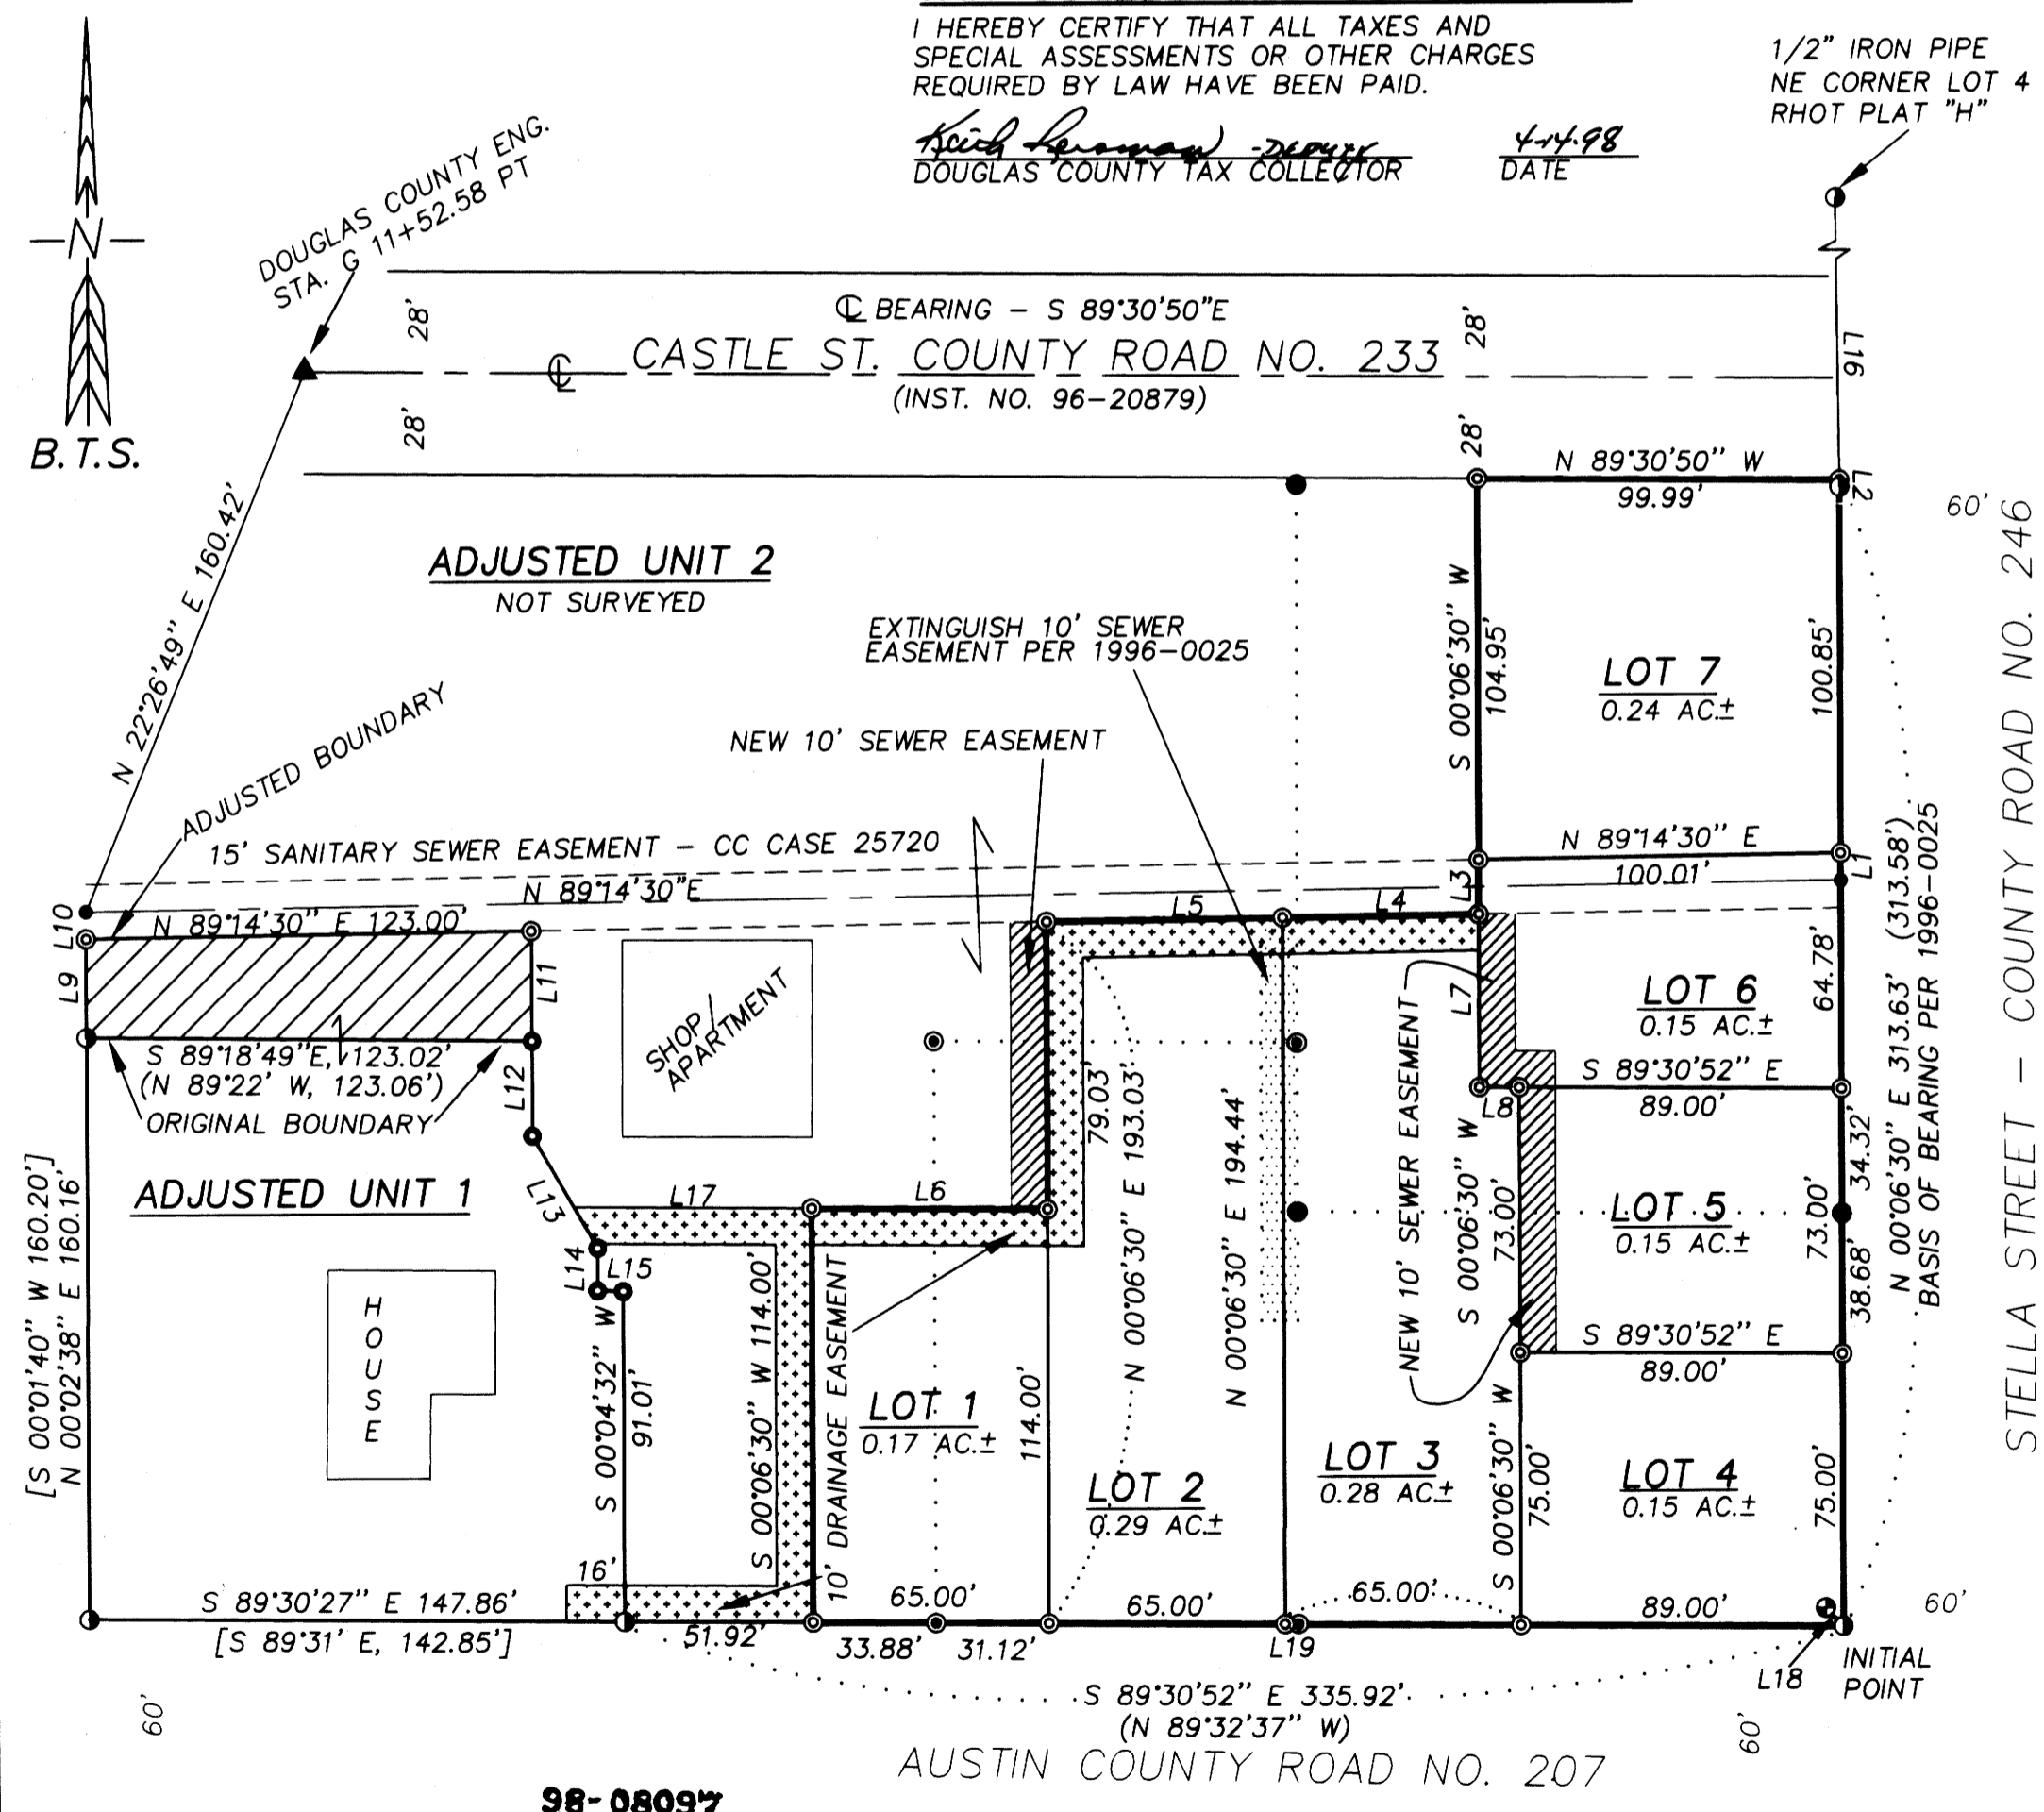 I HEREBY CERTIFY THAT ALL TAXES AND
SPECIAL ASSESSMENTS OR OTHER CHARGES
REQUIRED BY LAW HAVE BEEN PAID.
Keith
4-14-98
DOUGLAS COUNTY TAX COLLECTOR
DATE
1/2" IRON PIPE
NE CORNER LOT 4
RHOT PLAT "H"
N
B.T.S.
DOUGLAS COUNTY ENG.
STA. G 11+52.58 PT
28'
28'
28'
28'
℄ BEARING - S 89°30'50"E
℄
CASTLE ST. COUNTY ROAD NO. 233
(INST. NO. 96-20879)
L16
L2
N 89°30'50" W
99.99'
60'
N 22°26'49" E 160.42'
ADJUSTED UNIT 2
NOT SURVEYED
EXTINGUISH 10' SEWER
EASEMENT PER 1996-0025
S 00°06'30" W
104.95'
LOT 7
0.24 AC.±
100.85'
STELLA STREET - COUNTY ROAD NO. 246
ADJUSTED BOUNDARY
NEW 10' SEWER EASEMENT
15' SANITARY SEWER EASEMENT - CC CASE 25720
N 89°14'30"E
N 89°14'30" E
100.01'
L1
L3
L4
L5
L10
N 89°14'30" E 123.00'
L9
L11
S 89°18'49"E, 123.02'
(N 89°22' W, 123.06')
ORIGINAL BOUNDARY
L12
SHOP/
APARTMENT
L7
NEW 10' SEWER EASEMENT
LOT 6
0.15 AC.±
64.78'
N 00°06'30" E 313.63' (313.58')
BASIS OF BEARING PER 1996-0025
79.03'
N 00°06'30" E 193.03'
N 00°06'30" E 194.44'
L8
S 89°30'52" E
89.00'
34.32'
[S 00°01'40" W 160.20']
N 00°02'38" E 160.16'
ADJUSTED UNIT 1
L13
L17
L6
S 00°06'30" W
73.00'
LOT 5
0.15 AC.±
73.00'
38.68'
L14
L15
HOUSE
S 00°04'32" W
91.01'
S 00°06'30" W 114.00'
10' DRAINAGE EASEMENT
S 89°30'52" E
89.00'
LOT 1
0.17 AC.±
114.00'
LOT 2
0.29 AC.±
LOT 3
0.28 AC±
S 00°06'30" W
75.00'
LOT 4
0.15 AC.±
75.00'
16'
S 89°30'27" E 147.86'
[S 89°31' E, 142.85']
51.92'
65.00'
33.88'
31.12'
65.00'
65.00'
L19
89.00'
60'
L18
INITIAL
POINT
60'
S 89°30'52" E 335.92'
(N 89°32'37" W)
60'
AUSTIN COUNTY ROAD NO. 207
98-08097